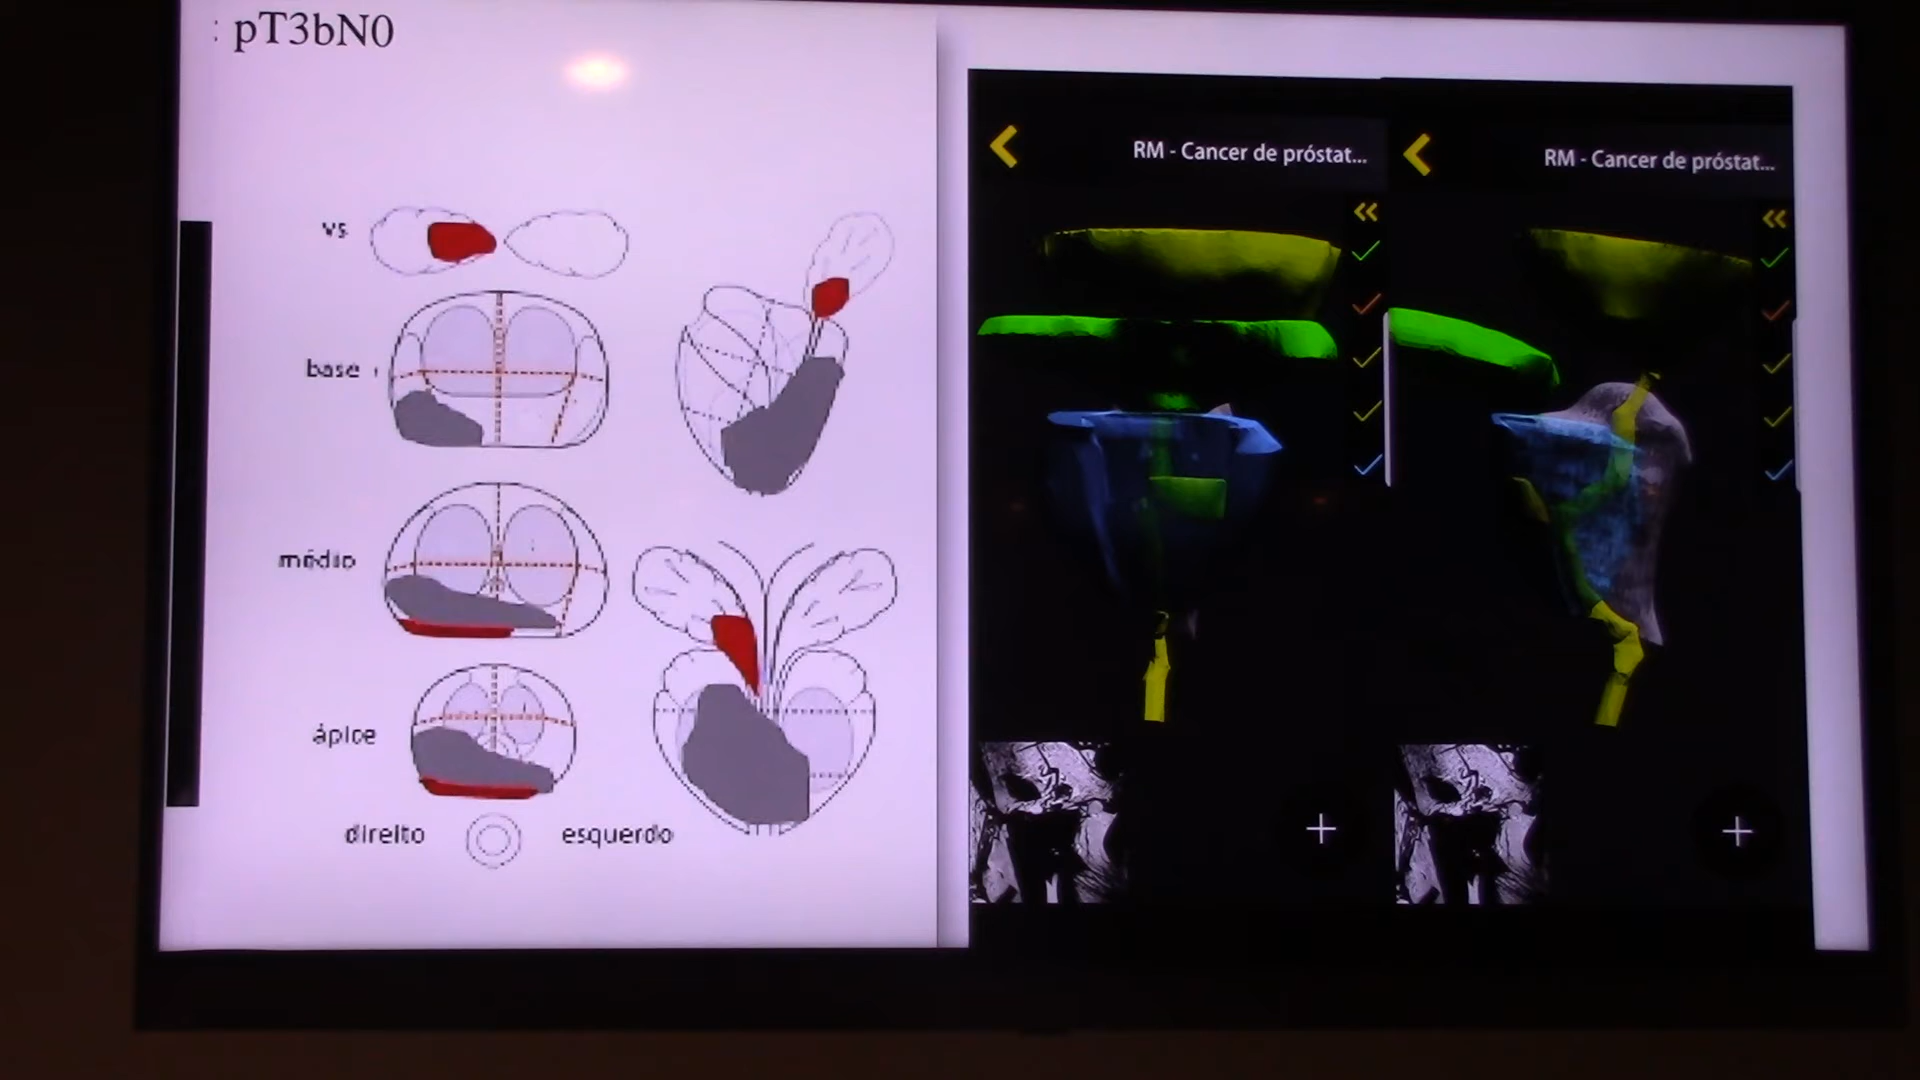 : pT3bN0
vs
base
médio
ápice
direito
esquerdo
RM - Cancer de próstat...
RM - Cancer de próstat...